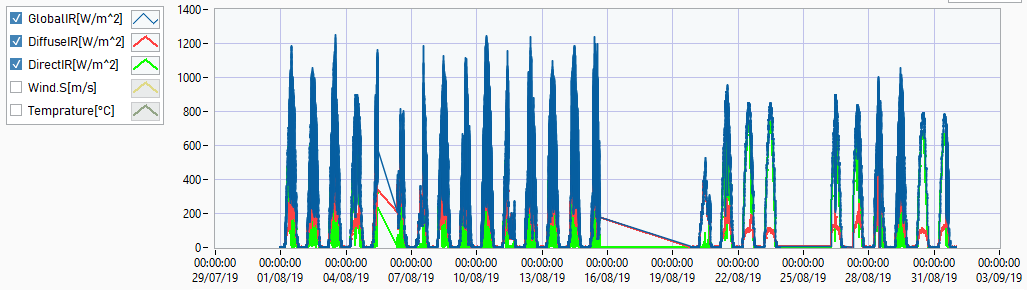 GlobalIR[W/m^2]
DiffuseIR[W/m^2]
DirectIR[W/m^2]
Wind.S[m/s]
Temprature[°C]
1400
1200
1000
800
600
400
200
0
00:00:00 00:00:00 00:00:00 00:00:00 00:00:00 00:00:00 00:00:00 00:00:00 00:00:00 00:00:00 00:00:00 00:00:00 00:00:00
29/07/19 01/08/19 04/08/19 07/08/19 10/08/19 13/08/19 16/08/19 19/08/19 22/08/19 25/08/19 28/08/19 31/08/19 03/09/19